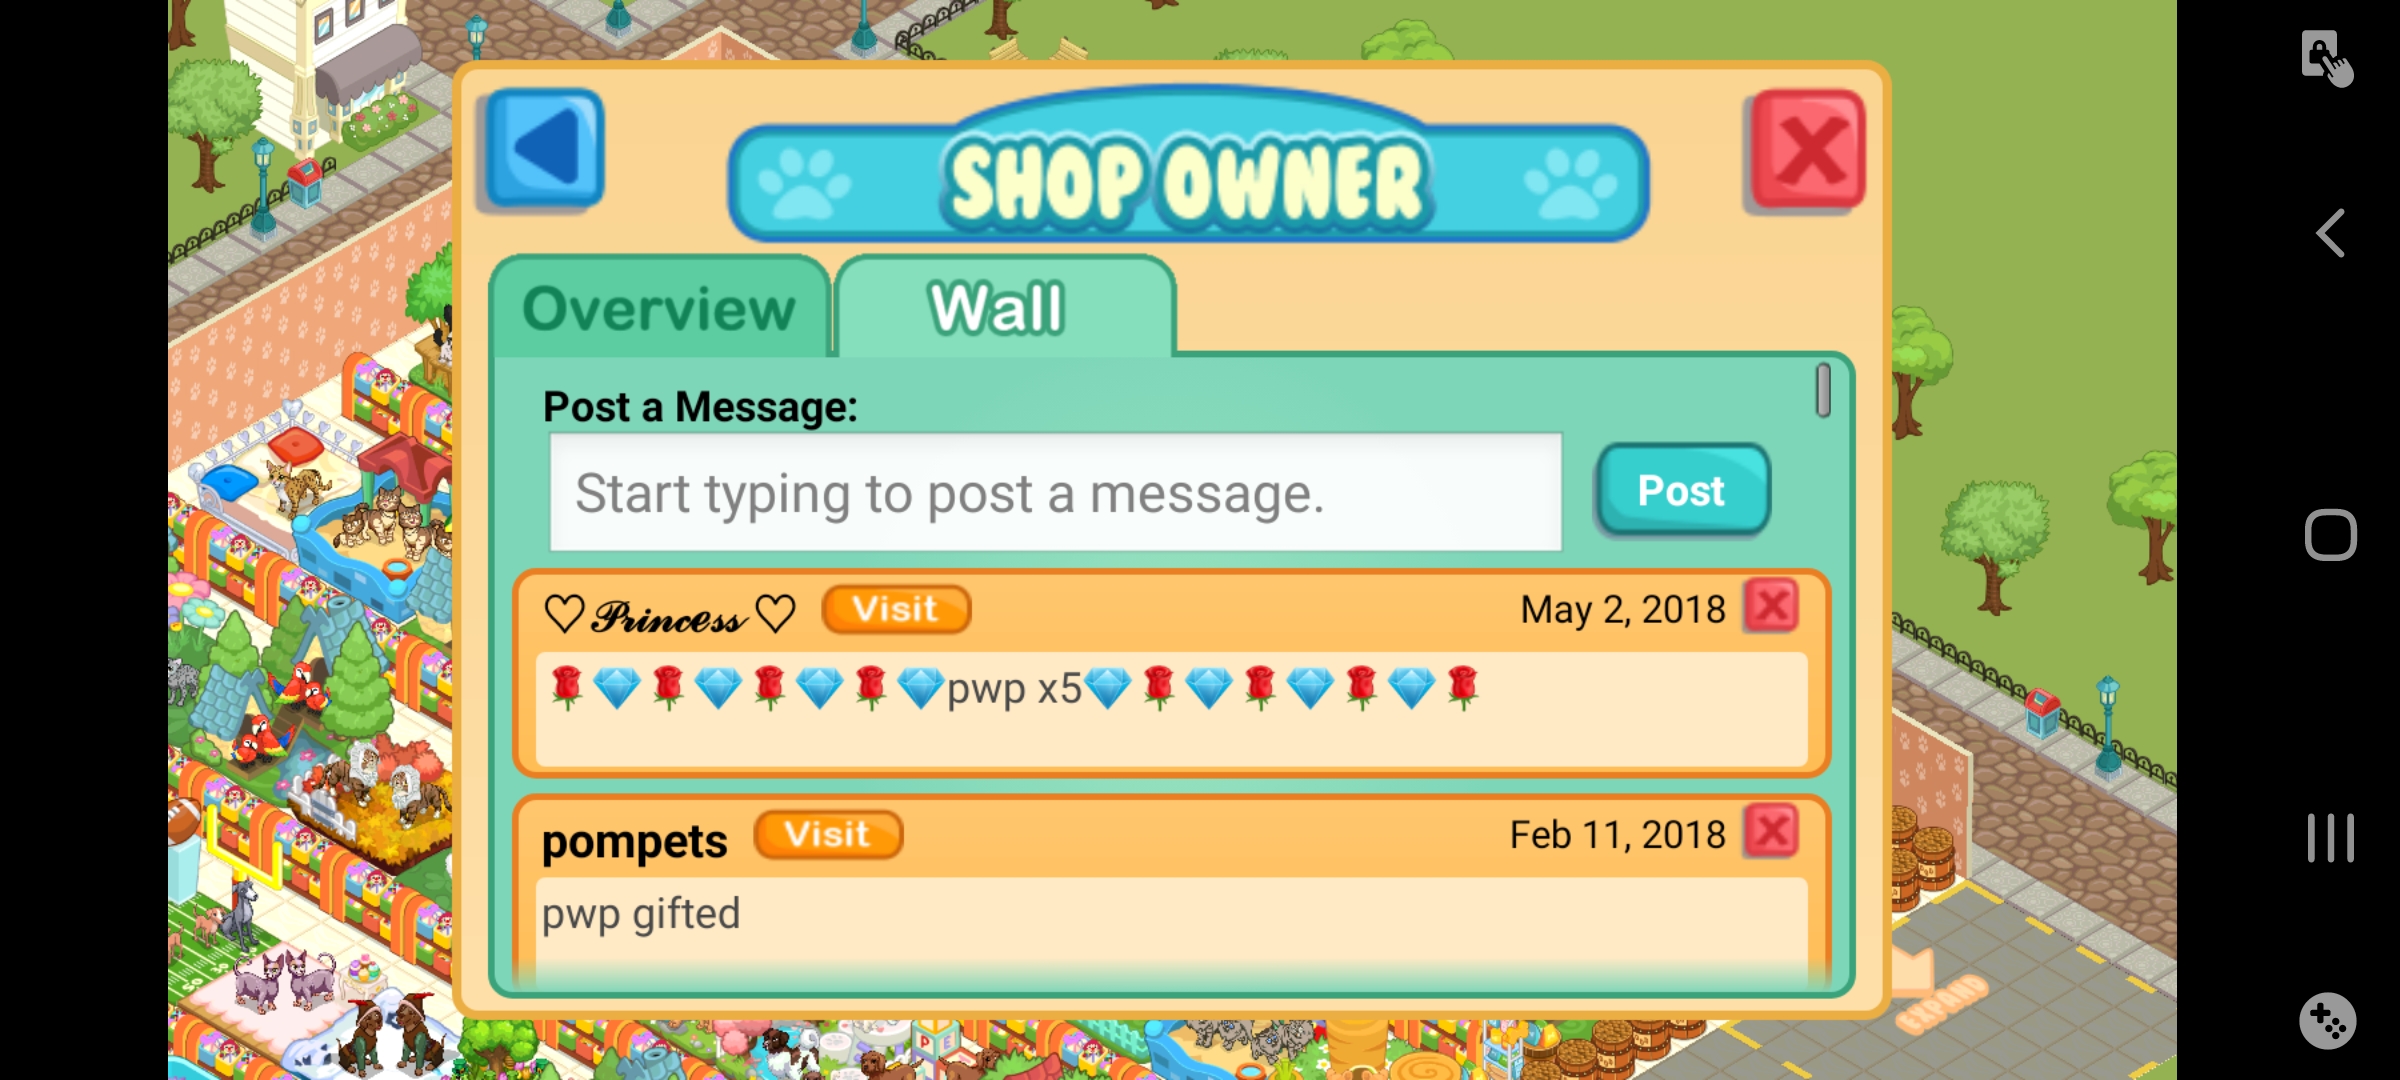 SHOP OWNER
Overview
Wall
Post a Message:
Start typing to post a message.
Post
♡𝓟𝓻𝓲𝓷𝓬𝓮𝓼𝓼♡
Visit
May 2, 2018
🌹💎🌹💎🌹💎🌹💎pwp x5💎🌹💎🌹💎🌹💎🌹
pompets
Visit
Feb 11, 2018
pwp gifted
EXPAND